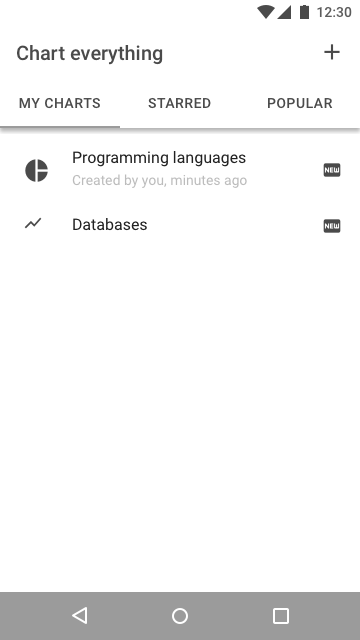 12:30
Chart everything
MY CHARTS STARRED POPULAR
Programming languages
Created by you, minutes ago
NEW
Databases
NEW